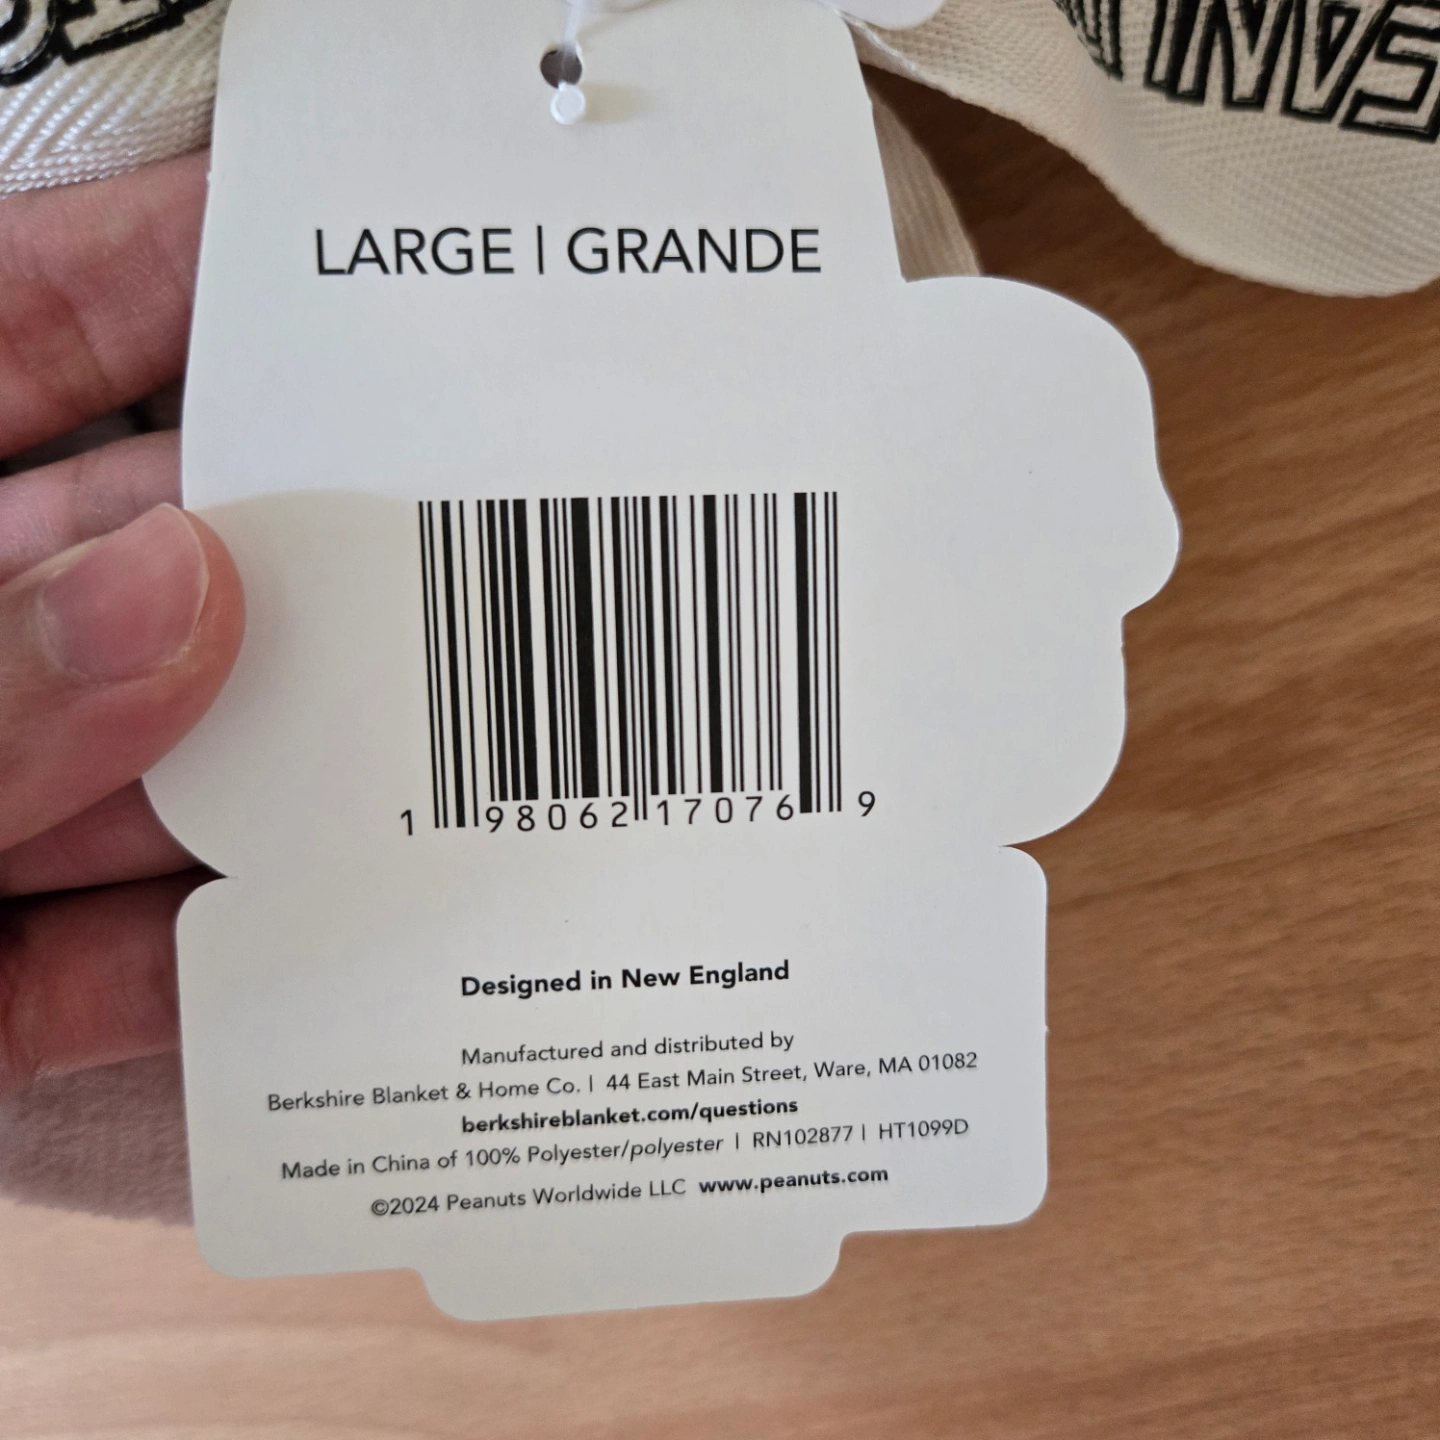 LARGE | GRANDE
1 98062 17076 9
Designed in New England
Manufactured and distributed by
Berkshire Blanket & Home Co. | 44 East Main Street, Ware, MA 01082
berkshireblanket.com/questions
Made in China of 100% Polyester/polyester | RN102877 | HT1099D
©2024 Peanuts Worldwide LLC www.peanuts.com